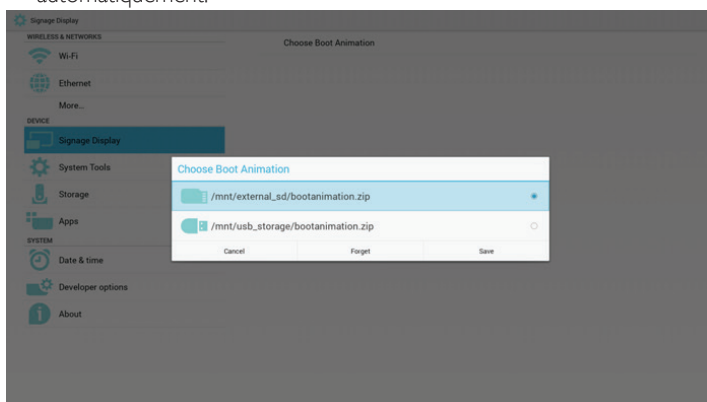 automatiquement.
Signage Display
WIRELESS & NETWORKS
Choose Boot Animation
Wi-Fi
Ethernet
More...
DEVICE
Signage Display
System Tools
Storage
Apps
SYSTEM
Date & time
Developer options
About
Choose Boot Animation
/mnt/external_sd/bootanimation.zip
/mnt/usb_storage/bootanimation.zip
Cancel Forget Save